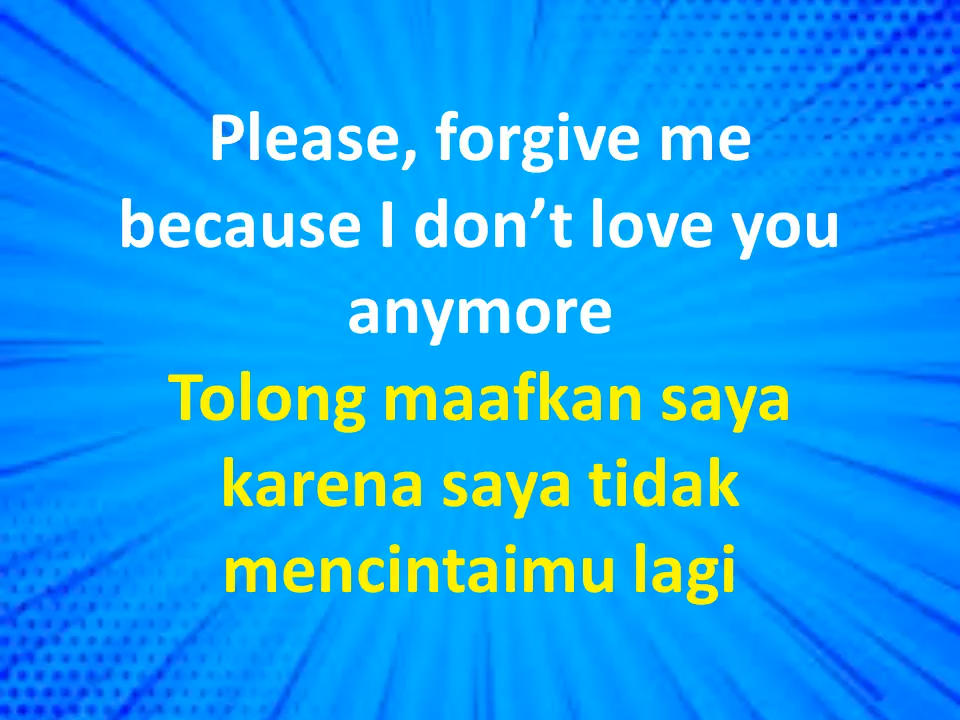 Please, forgive me
because I don’t love you
anymore
Tolong maafkan saya
karena saya tidak
mencintaimu lagi